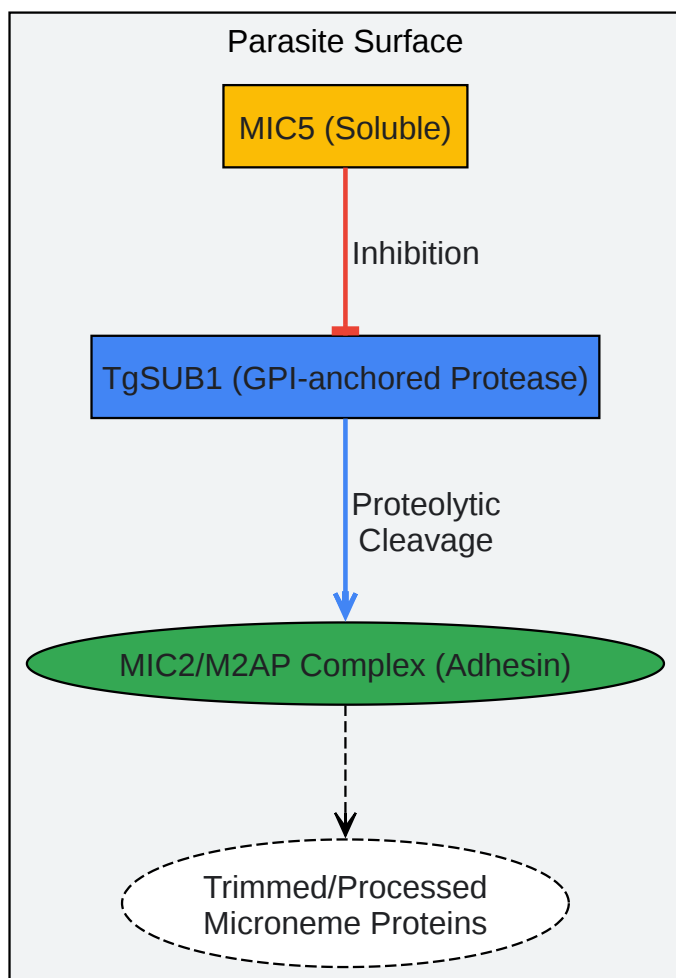 Parasite Surface
MIC5 (Soluble)
Inhibition
TgSUB1 (GPI-anchored Protease)
Proteolytic
Cleavage
MIC2/M2AP Complex (Adhesin)
Trimmed/Processed
Microneme Proteins